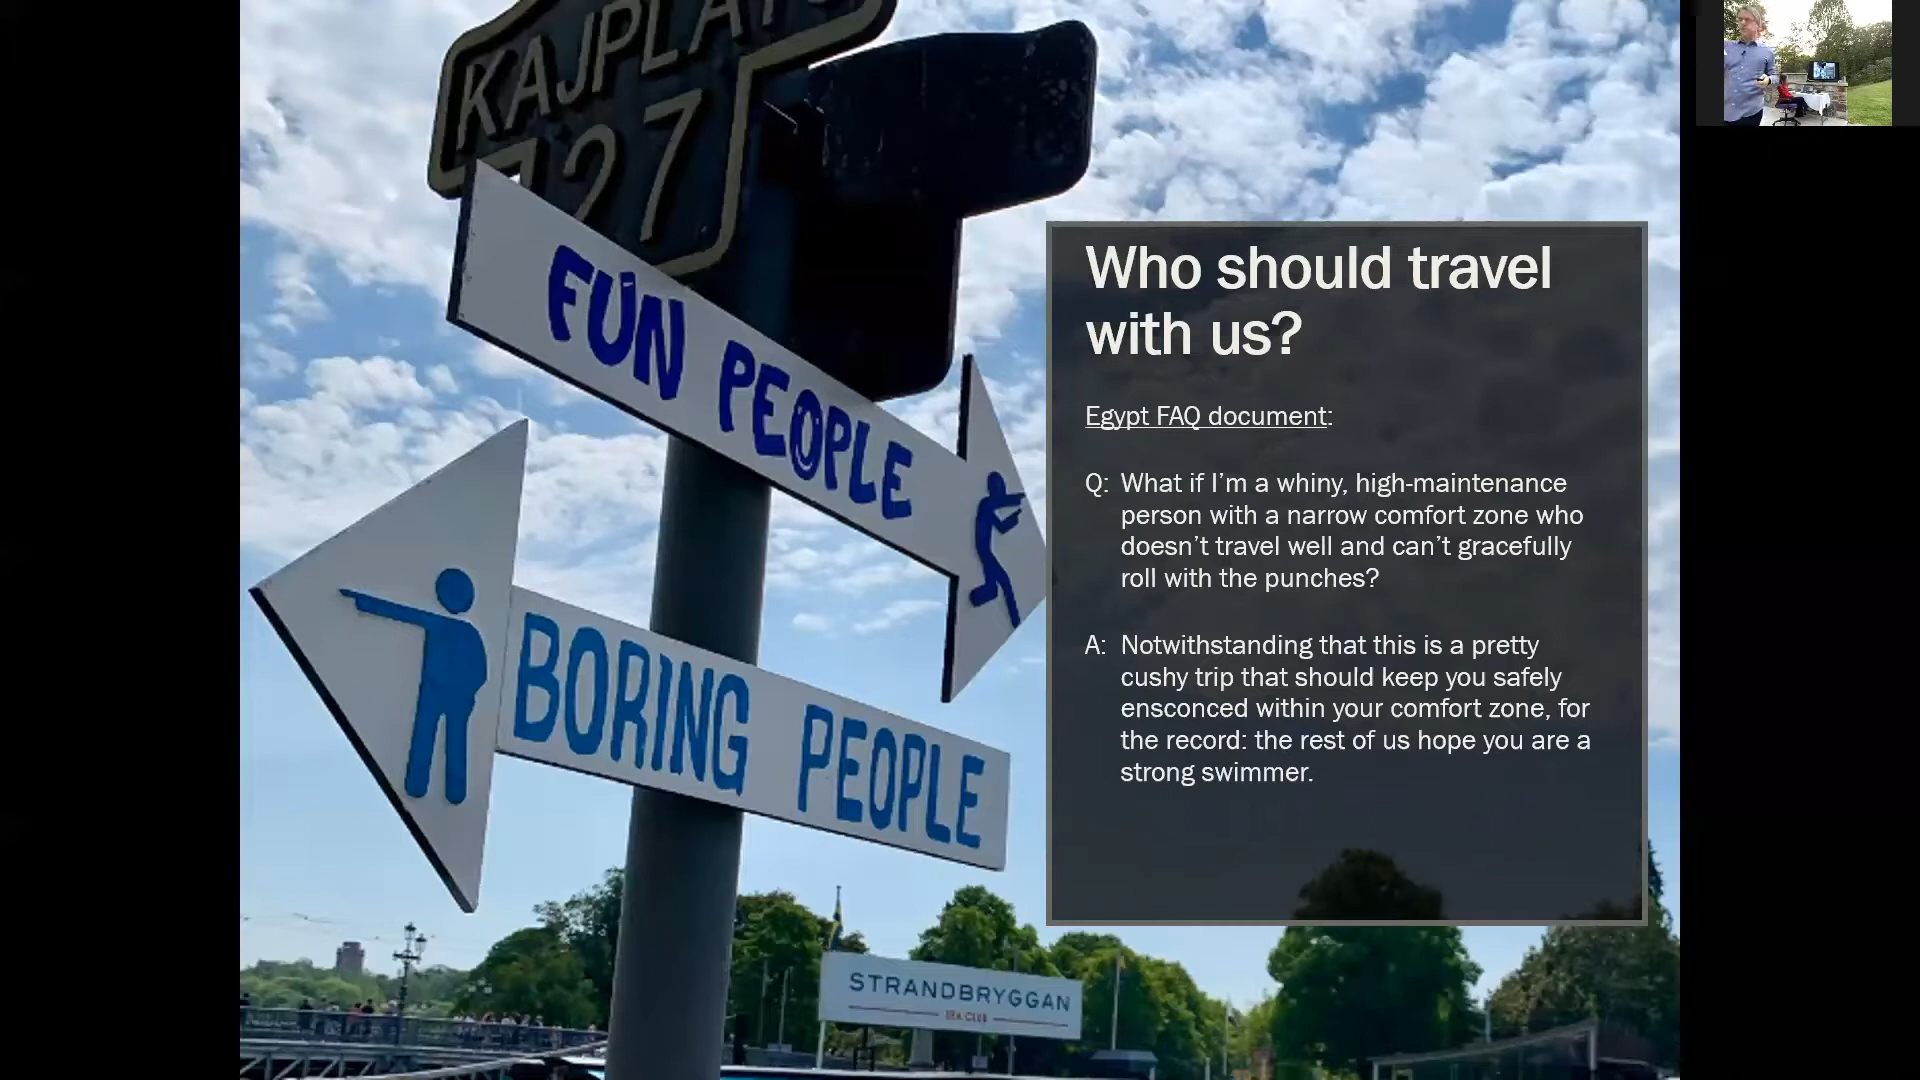 KAJPLATS
727
FUN PEOPLE
BORING PEOPLE
STRANDBRYGGAN
SEA CLUB
Who should travel
with us?
Egypt FAQ document:
Q: What if I’m a whiny, high-maintenance
person with a narrow comfort zone who
doesn’t travel well and can’t gracefully
roll with the punches?
A: Notwithstanding that this is a pretty
cushy trip that should keep you safely
ensconced within your comfort zone, for
the record: the rest of us hope you are a
strong swimmer.